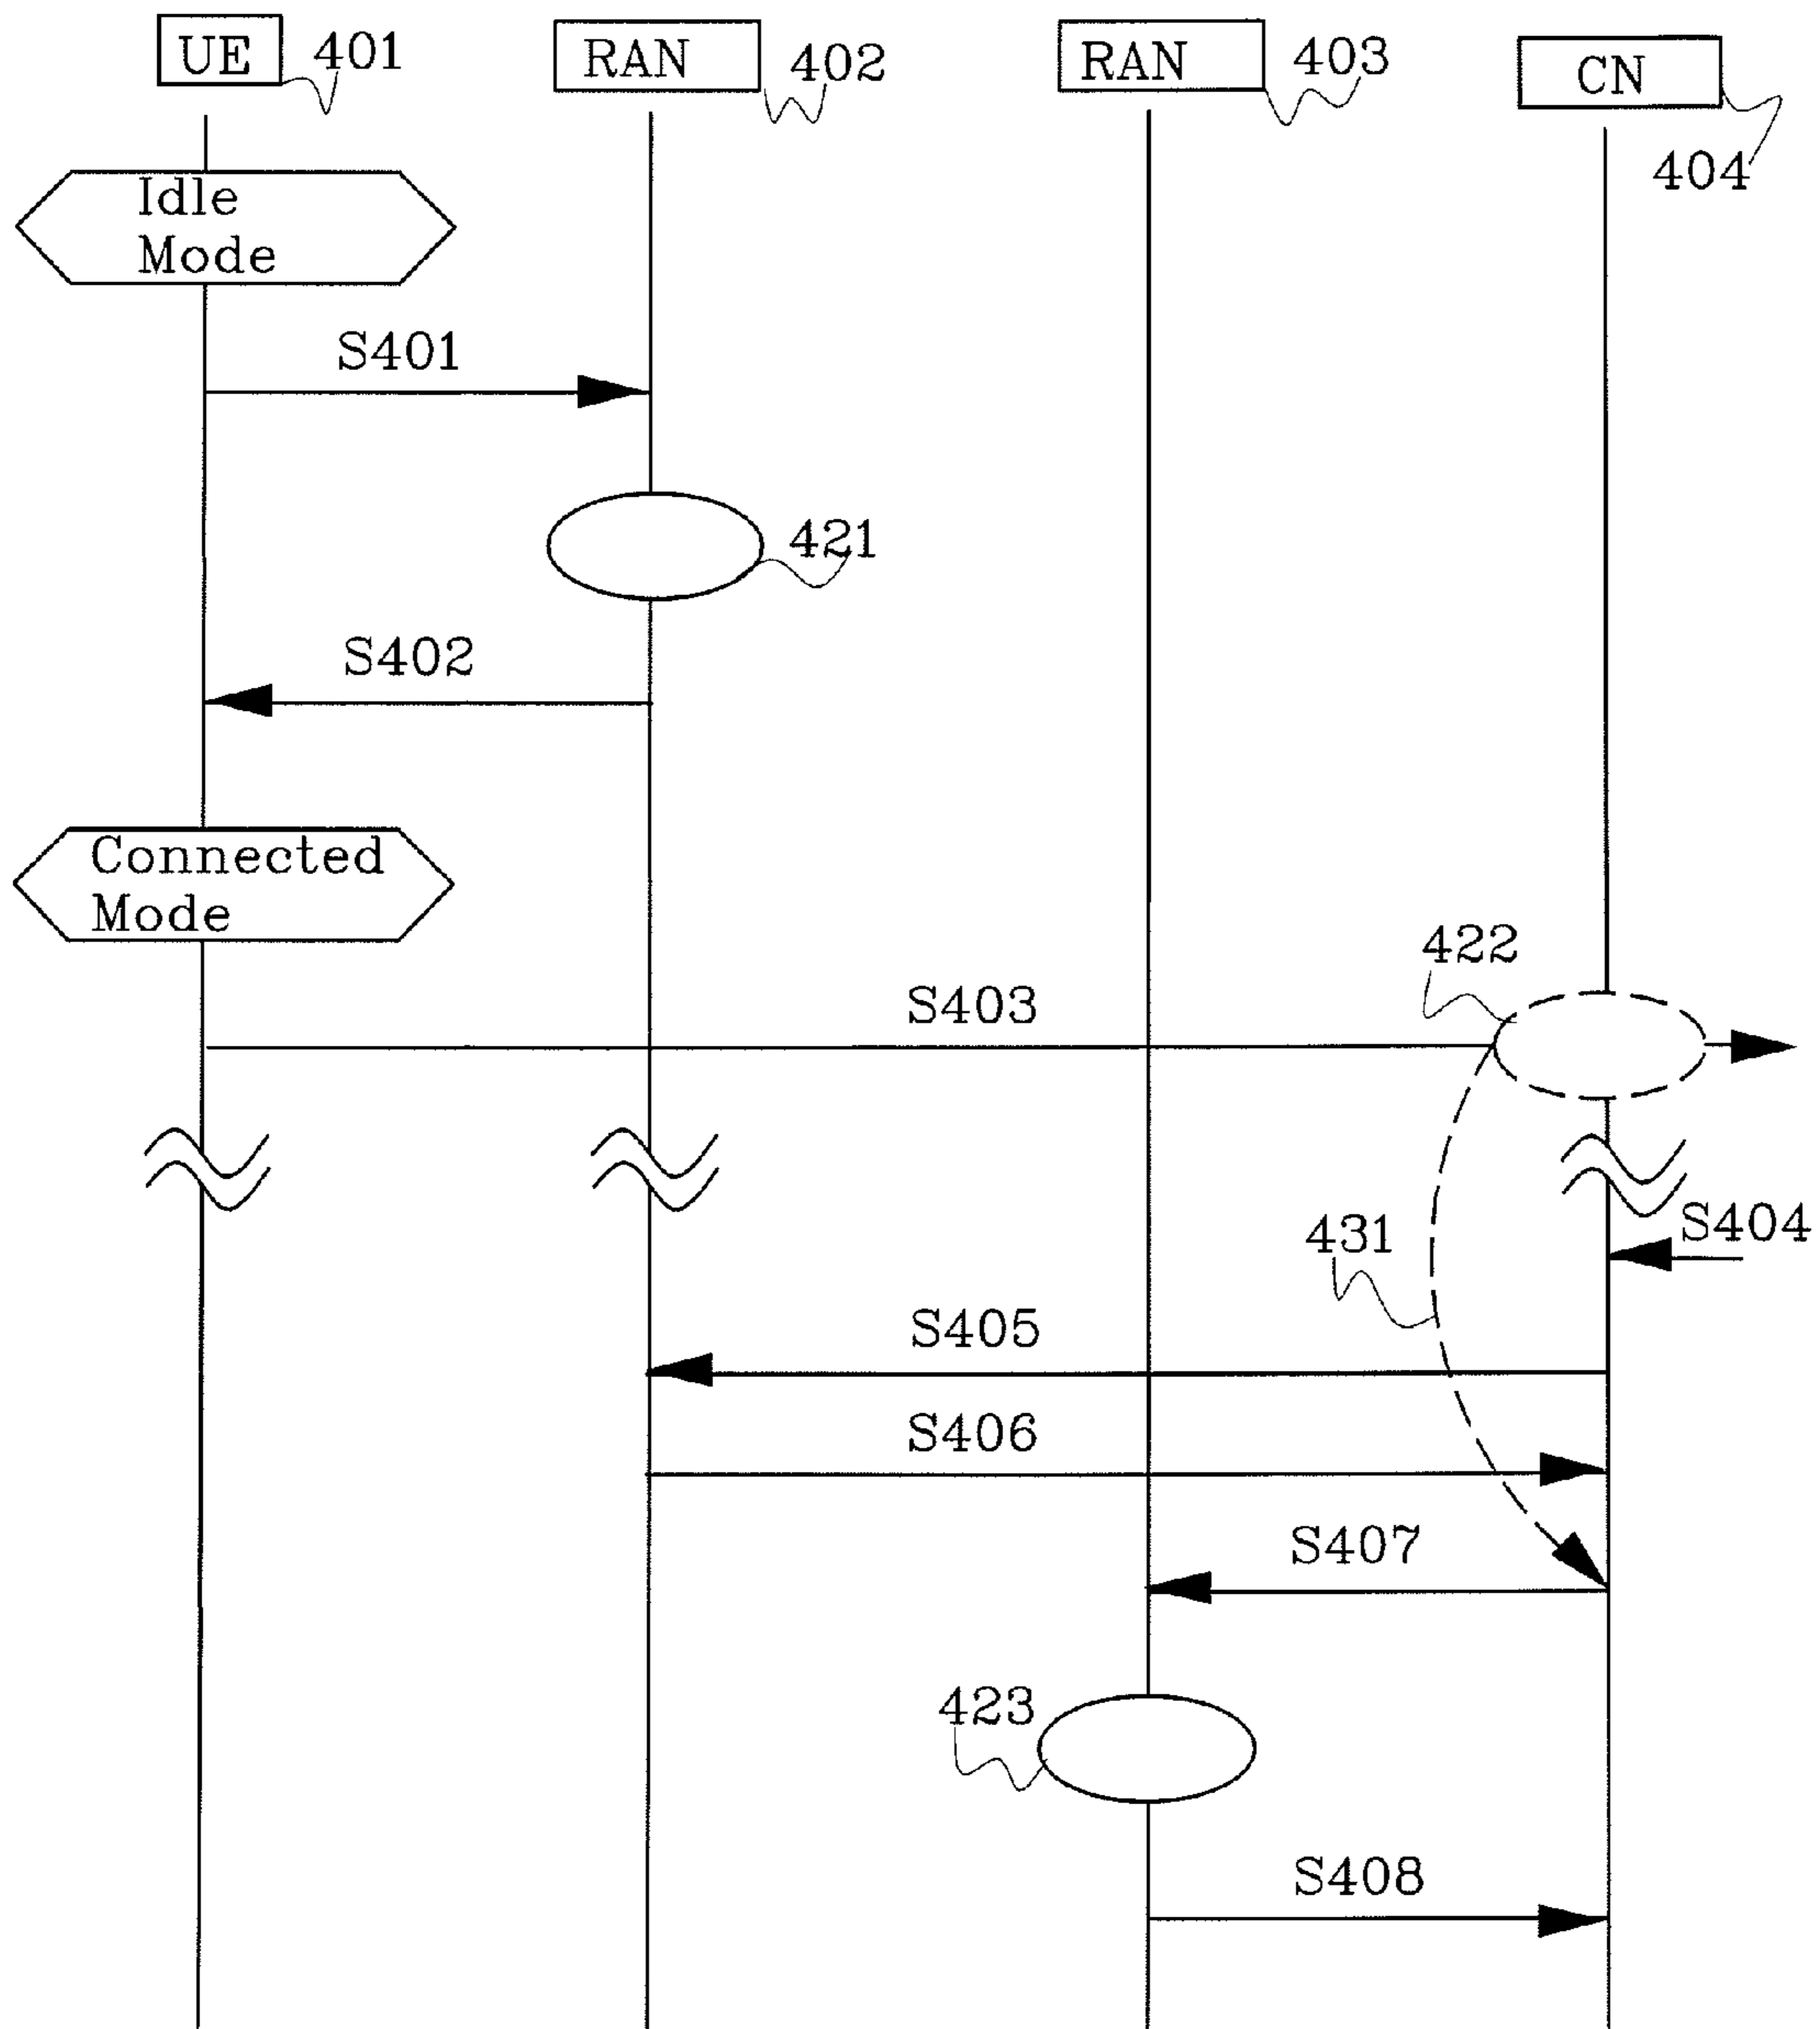 UE
401
RAN
402
RAN
403
CN
404
Idle
Mode
S401
421
S402
Connected
Mode
422
S403
S404
431
S405
S406
S407
423
S408